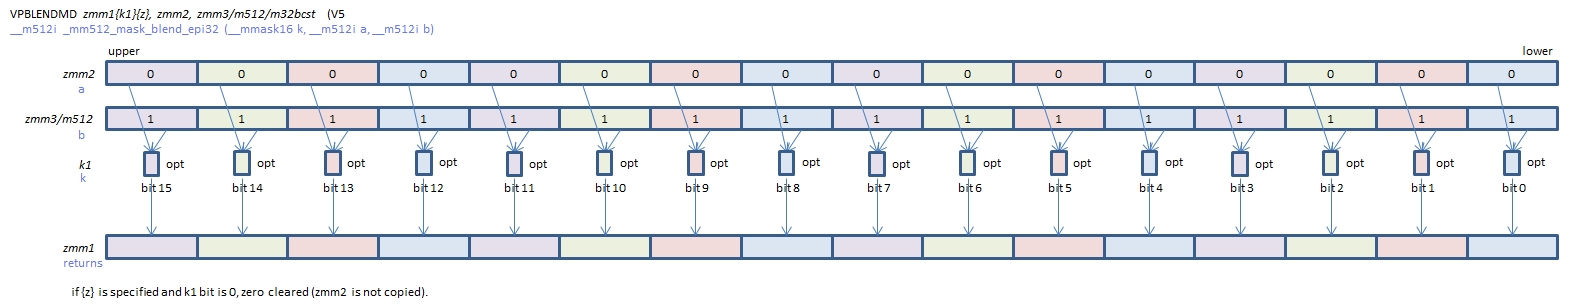 VPBLENDMD zmm1{k1}{z}, zmm2, zmm3/m512/m32bcst (V5
__m512i _mm512_mask_blend_epi32 (__mmask16 k, __m512i a, __m512i b)
upper lower
zmm2 0 0 0 0 0 0 0 0 0 0 0 0 0 0 0 0
a
zmm3/m512 1 1 1 1 1 1 1 1 1 1 1 1 1 1 1 1
b
k1 opt opt opt opt opt opt opt opt opt opt opt opt opt opt opt opt
k
bit 15 bit 14 bit 13 bit 12 bit 11 bit 10 bit 9 bit 8 bit 7 bit 6 bit 5 bit 4 bit 3 bit 2 bit 1 bit 0
zmm1
returns
if {z} is specified and k1 bit is 0, zero cleared (zmm2 is not copied).